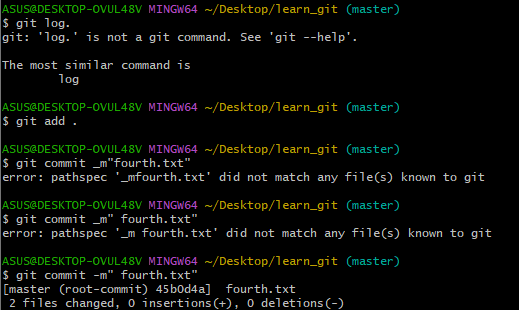 ASUS@DESKTOP-OVUL48V MINGW64 ~/Desktop/learn_git (master)
$ git log.
git: 'log.' is not a git command. See 'git --help'.
The most similar command is
log
ASUS@DESKTOP-OVUL48V MINGW64 ~/Desktop/learn_git (master)
$ git add .
ASUS@DESKTOP-OVUL48V MINGW64 ~/Desktop/learn_git (master)
$ git commit _m"fourth.txt"
error: pathspec '_mfourth.txt' did not match any file(s) known to git
ASUS@DESKTOP-OVUL48V MINGW64 ~/Desktop/learn_git (master)
$ git commit _m" fourth.txt"
error: pathspec '_m fourth.txt' did not match any file(s) known to git
ASUS@DESKTOP-OVUL48V MINGW64 ~/Desktop/learn_git (master)
$ git commit -m" fourth.txt"
[master (root-commit) 45b0d4a]  fourth.txt
2 files changed, 0 insertions(+), 0 deletions(-)